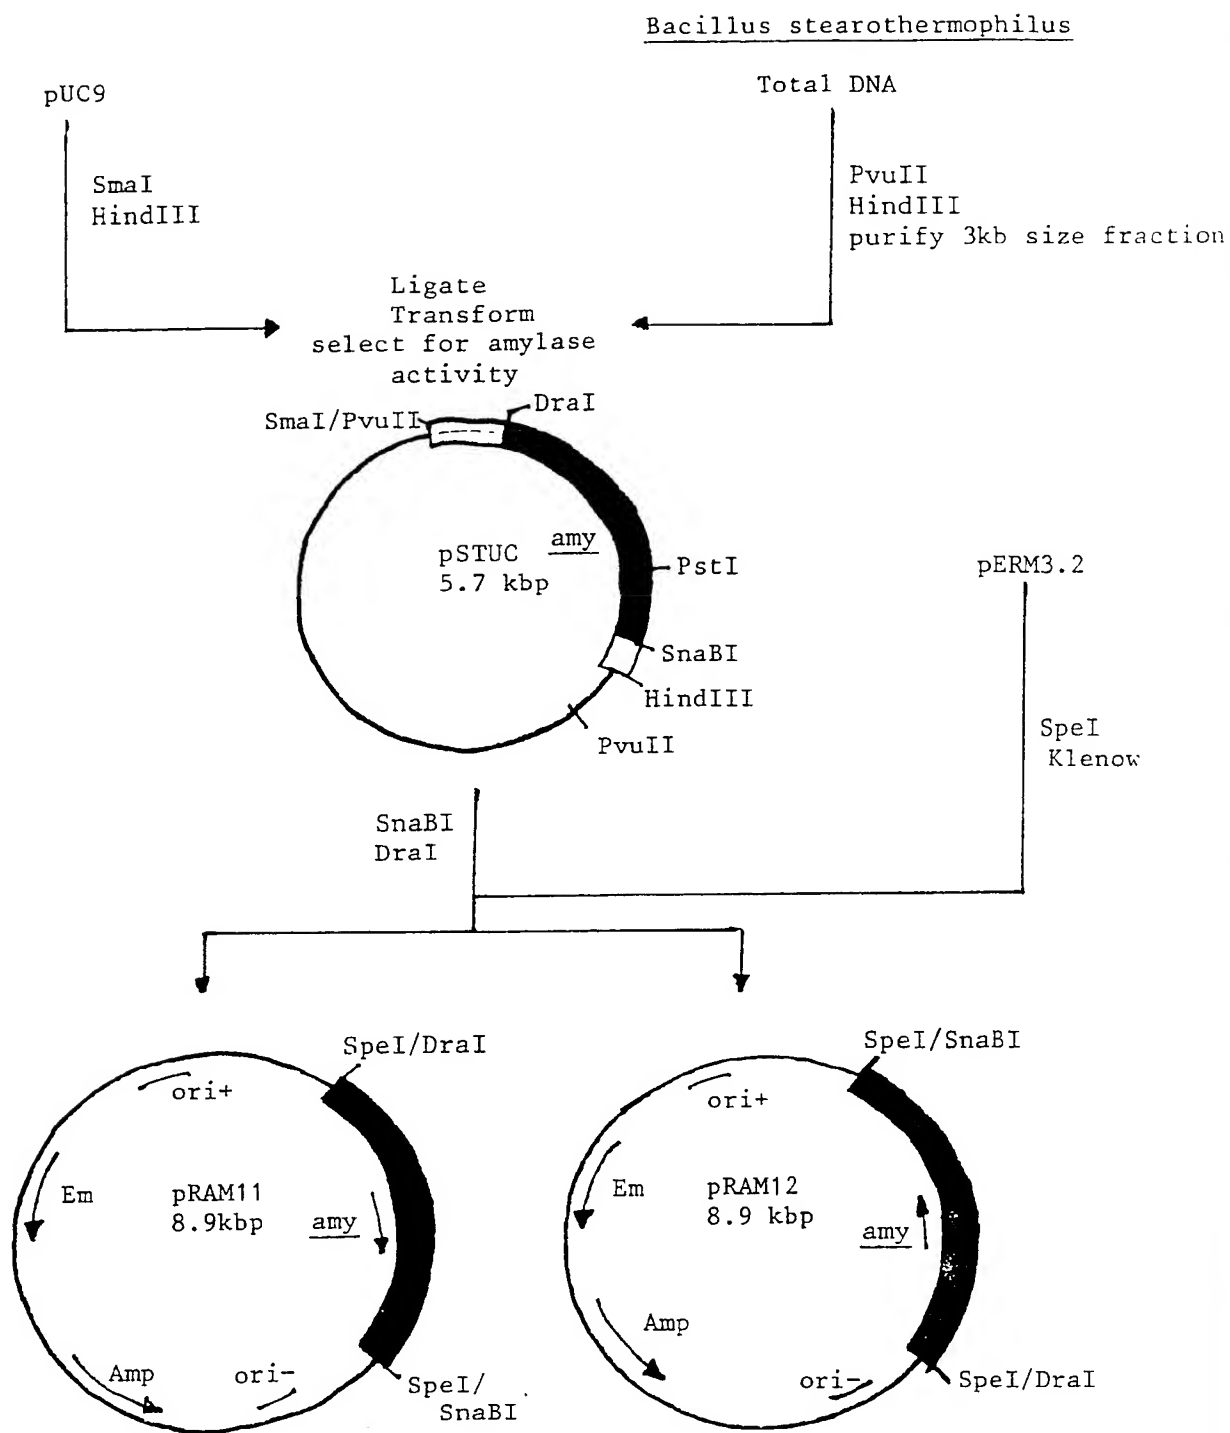 Bacillus stearothermophilus
pUC9
Total DNA
SmaI
HindIII
PvuII
HindIII
purify 3kb size fraction
Ligate
Transform
select for amylase
activity
SmaI/PvuII
DraI
amy
pSTUC
5.7 kbp
PstI
pERM3.2
SnaBI
HindIII
PvuII
SpeI
Klenow
SnaBI
DraI
SpeI/DraI
ori+
Em
pRAM11
8.9kbp
amy
Amp
ori-
SpeI/
SnaBI
SpeI/SnaBI
ori+
Em
pRAM12
8.9 kbp
amy
Amp
ori-
SpeI/DraI